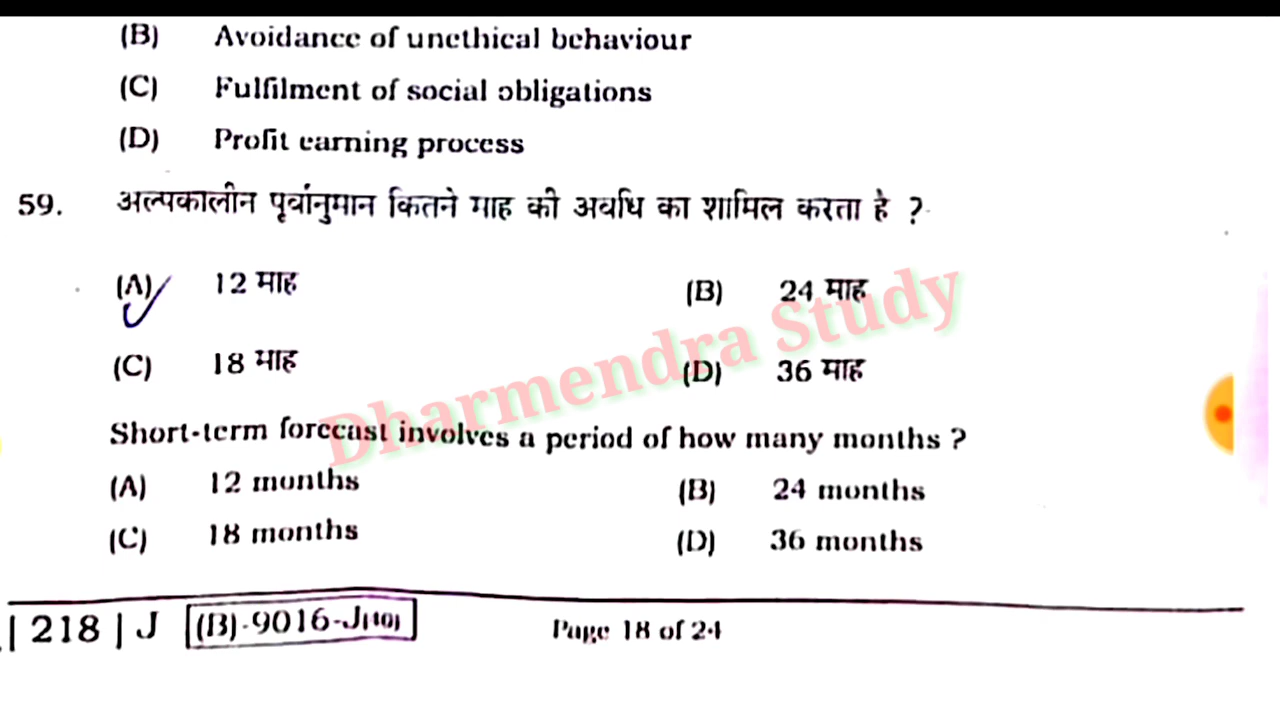 (B) Avoidance of unethical behaviour
(C) Fulfilment of social obligations
(D) Profit earning process
59. अल्पकालीन पूर्वानुमान कितने माह की अवधि का शामिल करता है ?
(A) 12 माह (B) 24 माह
(C) 18 माह (D) 36 माह
Dharmendra Study
Short-term forecast involves a period of how many months ?
(A) 12 months (B) 24 months
(C) 18 months (D) 36 months
| 218 | J (B)-9016-J(40) Page 18 of 24